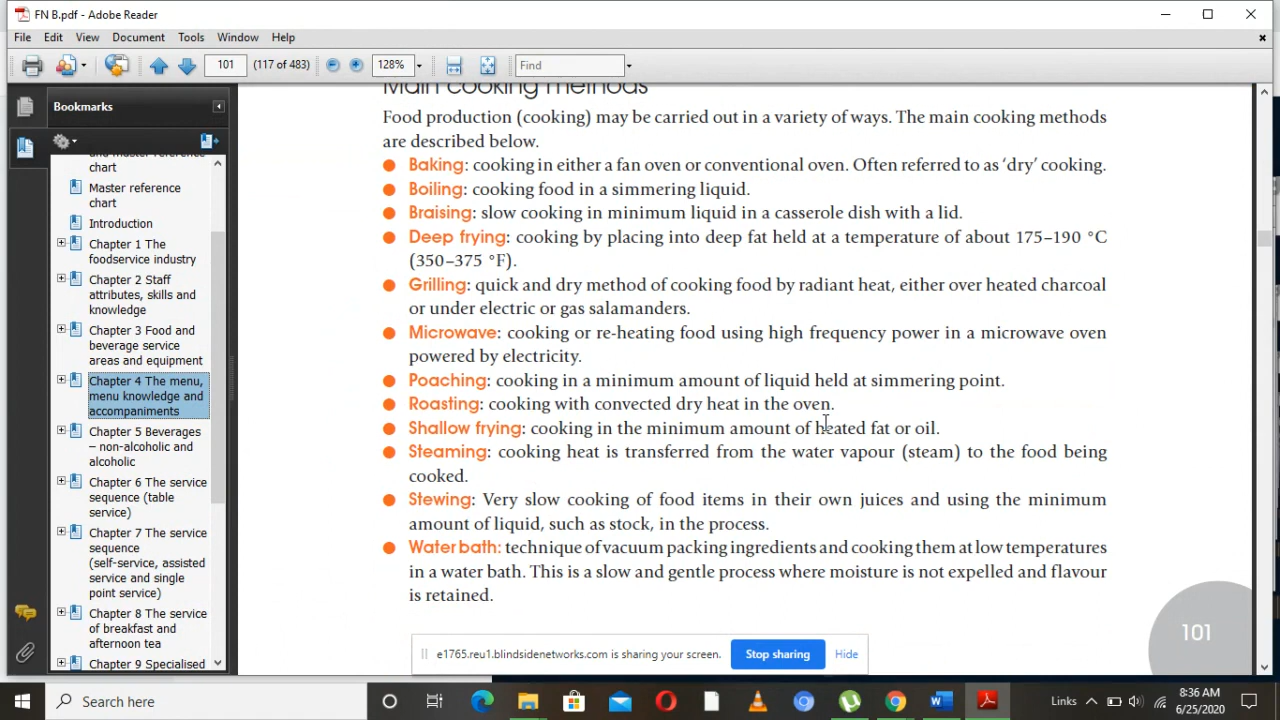 FN B.pdf - Adobe Reader
File Edit View Document Tools Window Help
101 (117 of 483) 128% Find
Bookmarks
and master reference
chart
Master reference
chart
Introduction
Chapter 1 The
foodservice industry
Chapter 2 Staff
attributes, skills and
knowledge
Chapter 3 Food and
beverage service
areas and equipment
Chapter 4 The menu,
menu knowledge and
accompaniments
Chapter 5 Beverages
– non-alcoholic and
alcoholic
Chapter 6 The service
sequence (table
service)
Chapter 7 The service
sequence
(self-service, assisted
service and single
point service)
Chapter 8 The service
of breakfast and
afternoon tea
Chapter 9 Specialised
Main cooking methods
Food production (cooking) may be carried out in a variety of ways. The main cooking methods
are described below.
● Baking: cooking in either a fan oven or conventional oven. Often referred to as ‘dry’ cooking.
● Boiling: cooking food in a simmering liquid.
● Braising: slow cooking in minimum liquid in a casserole dish with a lid.
● Deep frying: cooking by placing into deep fat held at a temperature of about 175–190 °C
(350–375 °F).
● Grilling: quick and dry method of cooking food by radiant heat, either over heated charcoal
or under electric or gas salamanders.
● Microwave: cooking or re-heating food using high frequency power in a microwave oven
powered by electricity.
● Poaching: cooking in a minimum amount of liquid held at simmering point.
● Roasting: cooking with convected dry heat in the oven.
● Shallow frying: cooking in the minimum amount of heated fat or oil.
● Steaming: cooking heat is transferred from the water vapour (steam) to the food being
cooked.
● Stewing: Very slow cooking of food items in their own juices and using the minimum
amount of liquid, such as stock, in the process.
● Water bath: technique of vacuum packing ingredients and cooking them at low temperatures
in a water bath. This is a slow and gentle process where moisture is not expelled and flavour
is retained.
101
e1765.reu1.blindsidenetworks.com is sharing your screen. Stop sharing Hide
Search here
Links
8:36 AM
6/25/2020